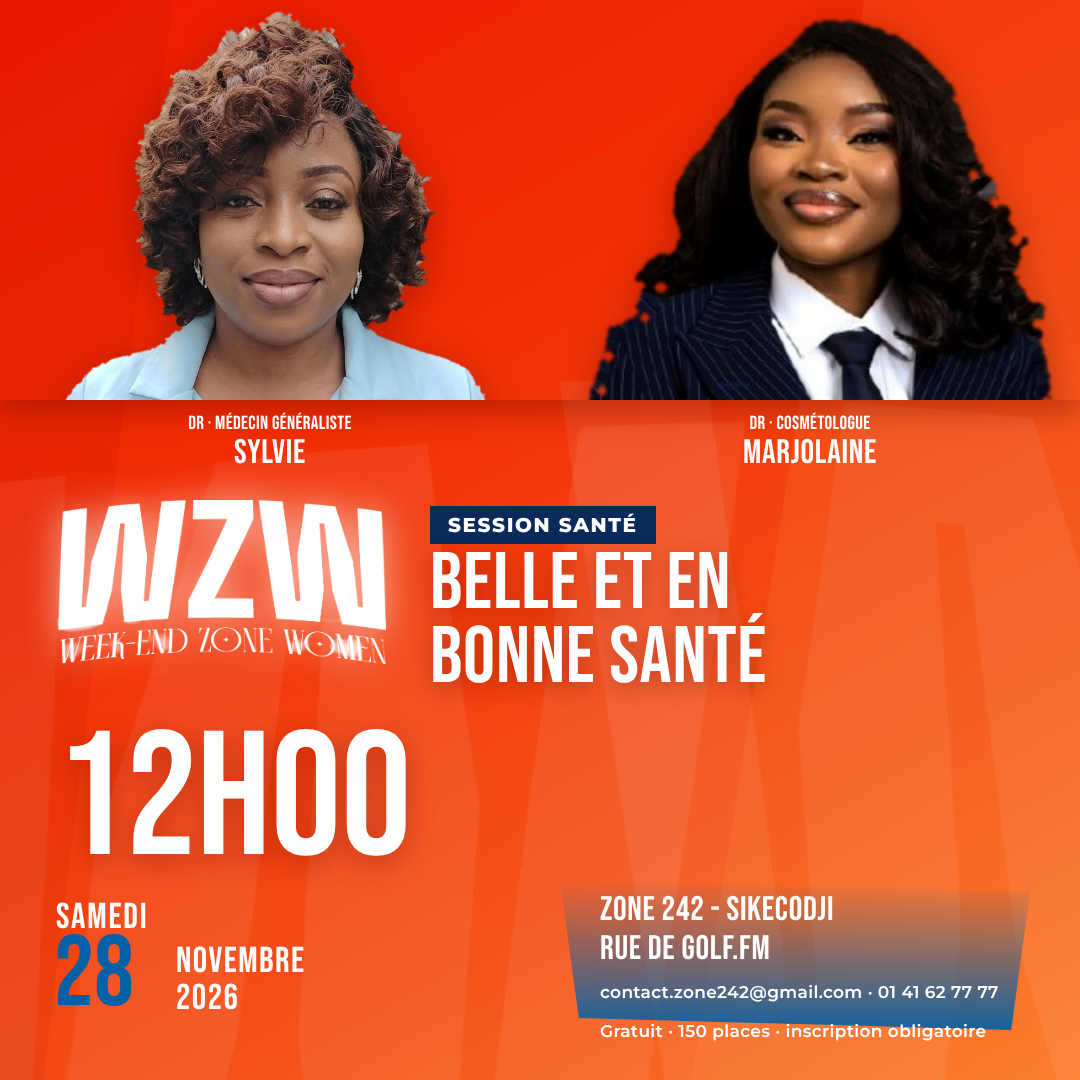 DR · MÉDECIN GÉNÉRALISTE
SYLVIE
DR · COSMÉTOLOGUE
MARJOLAINE
WZW
WEEK-END ZONE WOMEN
SESSION SANTÉ
BELLE ET EN
BONNE SANTÉ
12H00
SAMEDI
28
NOVEMBRE
2026
ZONE 242 - SIKECODJI
RUE DE GOLF.FM
contact.zone242@gmail.com · 01 41 62 77 77
Gratuit · 150 places · inscription obligatoire